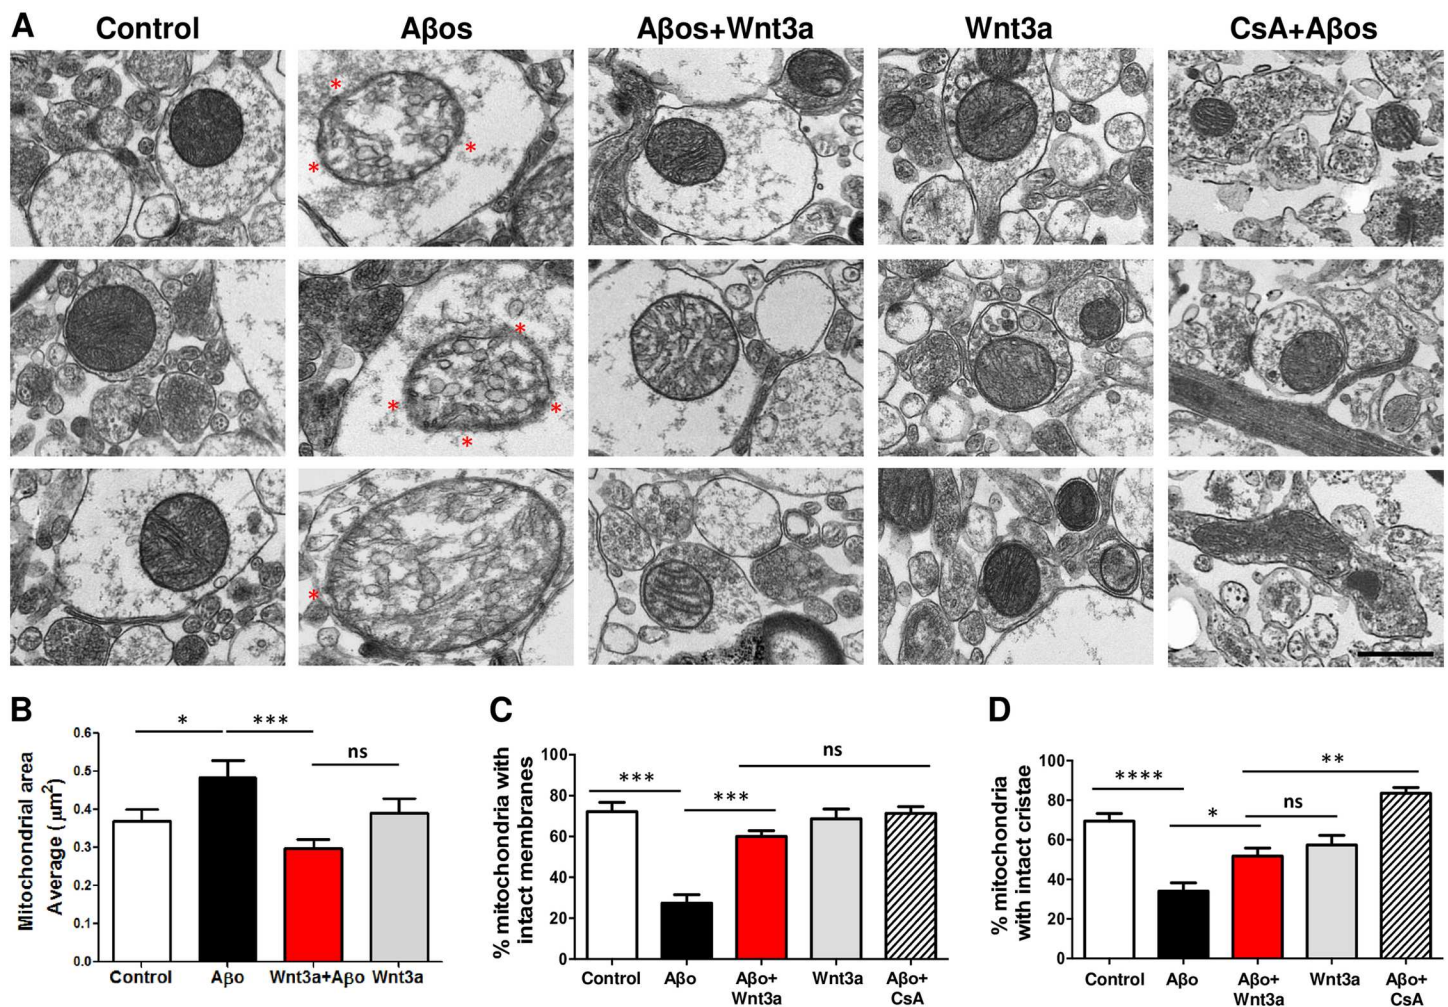 A
Control
Aβos
Aβos+Wnt3a
Wnt3a
CsA+Aβos
*
*
*
*
*
*
*
*
B
* ***
ns
Mitochondrial area
Average (μm²)
0.6
0.5
0.4
0.3
0.2
0.1
0.0
Control
Aβo
Wnt3a+Aβo
Wnt3a
C
ns
***
***
% mitochondria with
intact membranes
100
80
60
40
20
0
Control
Aβo
Aβo+
Wnt3a
Wnt3a
Aβo+
CsA
D
**
****
ns
*
% mitochondria
with intact cristae
100
80
60
40
20
0
Control
Aβo
Aβo+
Wnt3a
Wnt3a
Aβo+
CsA